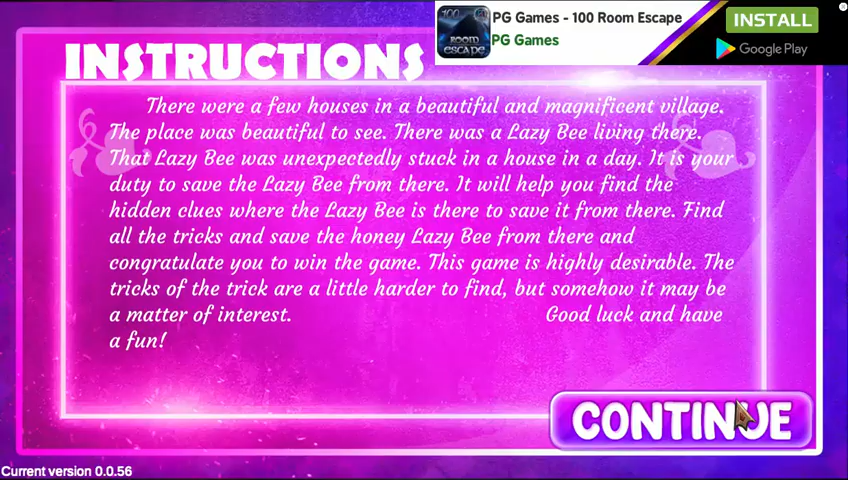 PG Games - 100 Room Escape
PG Games
INSTALL
Google Play
100
ROOM
ESCAPE
INSTRUCTIONS
There were a few houses in a beautiful and magnificent village.
The place was beautiful to see. There was a Lazy Bee living there.
That Lazy Bee was unexpectedly stuck in a house in a day. It is your
duty to save the Lazy Bee from there. It will help you find the
hidden clues where the Lazy Bee is there to save it from there. Find
all the tricks and save the honey Lazy Bee from there and
congratulate you to win the game. This game is highly desirable. The
tricks of the trick are a little harder to find, but somehow it may be
a matter of interest. Good luck and have
a fun!
CONTINUE
Current version 0.0.56